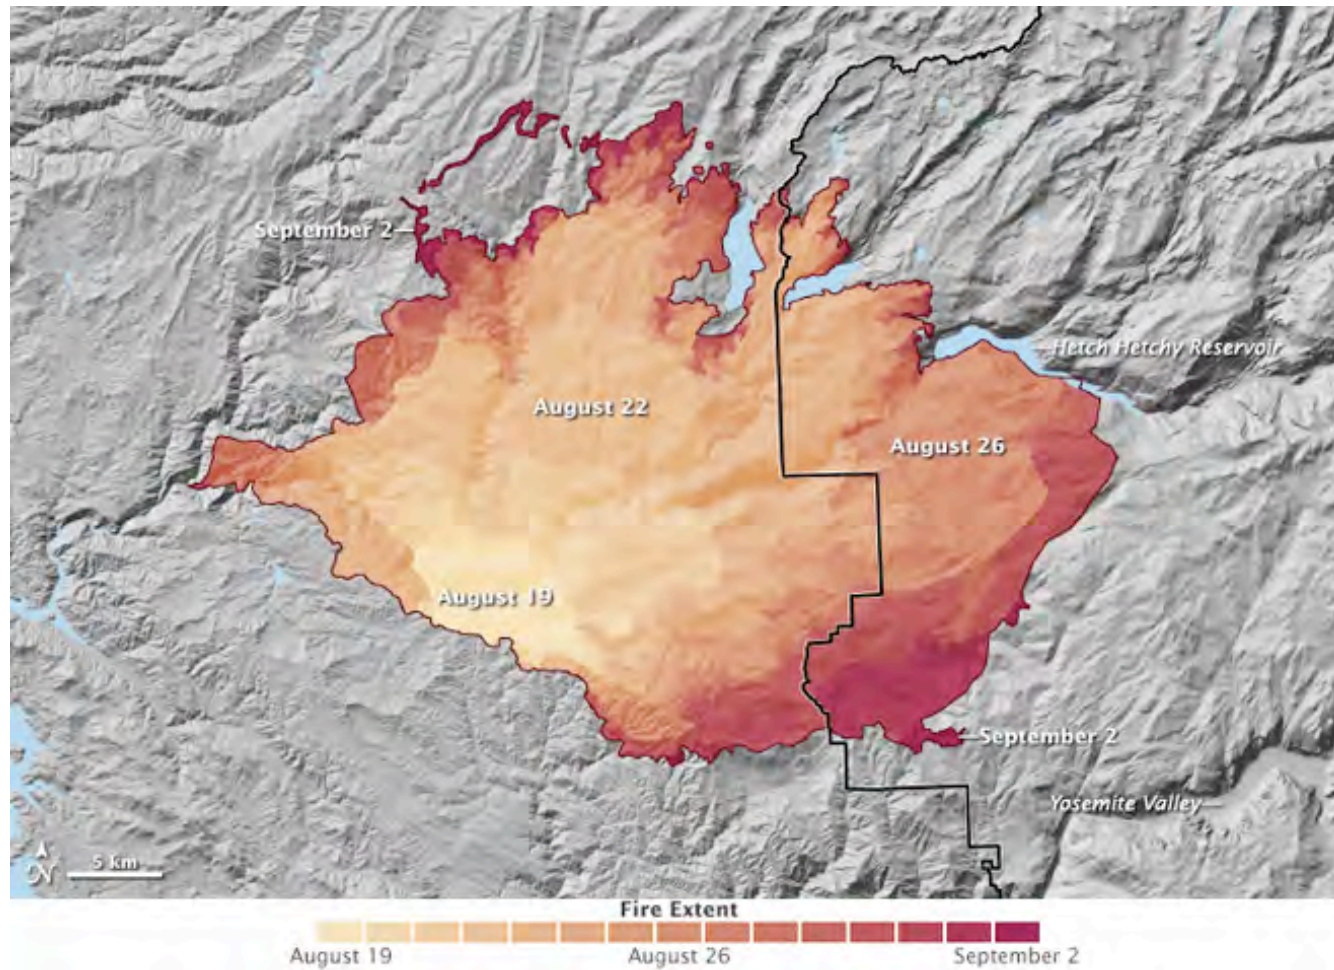 September 2
Hetch Hetchy Reservoir
August 22
August 26
August 19
September 2
Yosemite Valley
N
5 km
Fire Extent
August 19 August 26 September 2